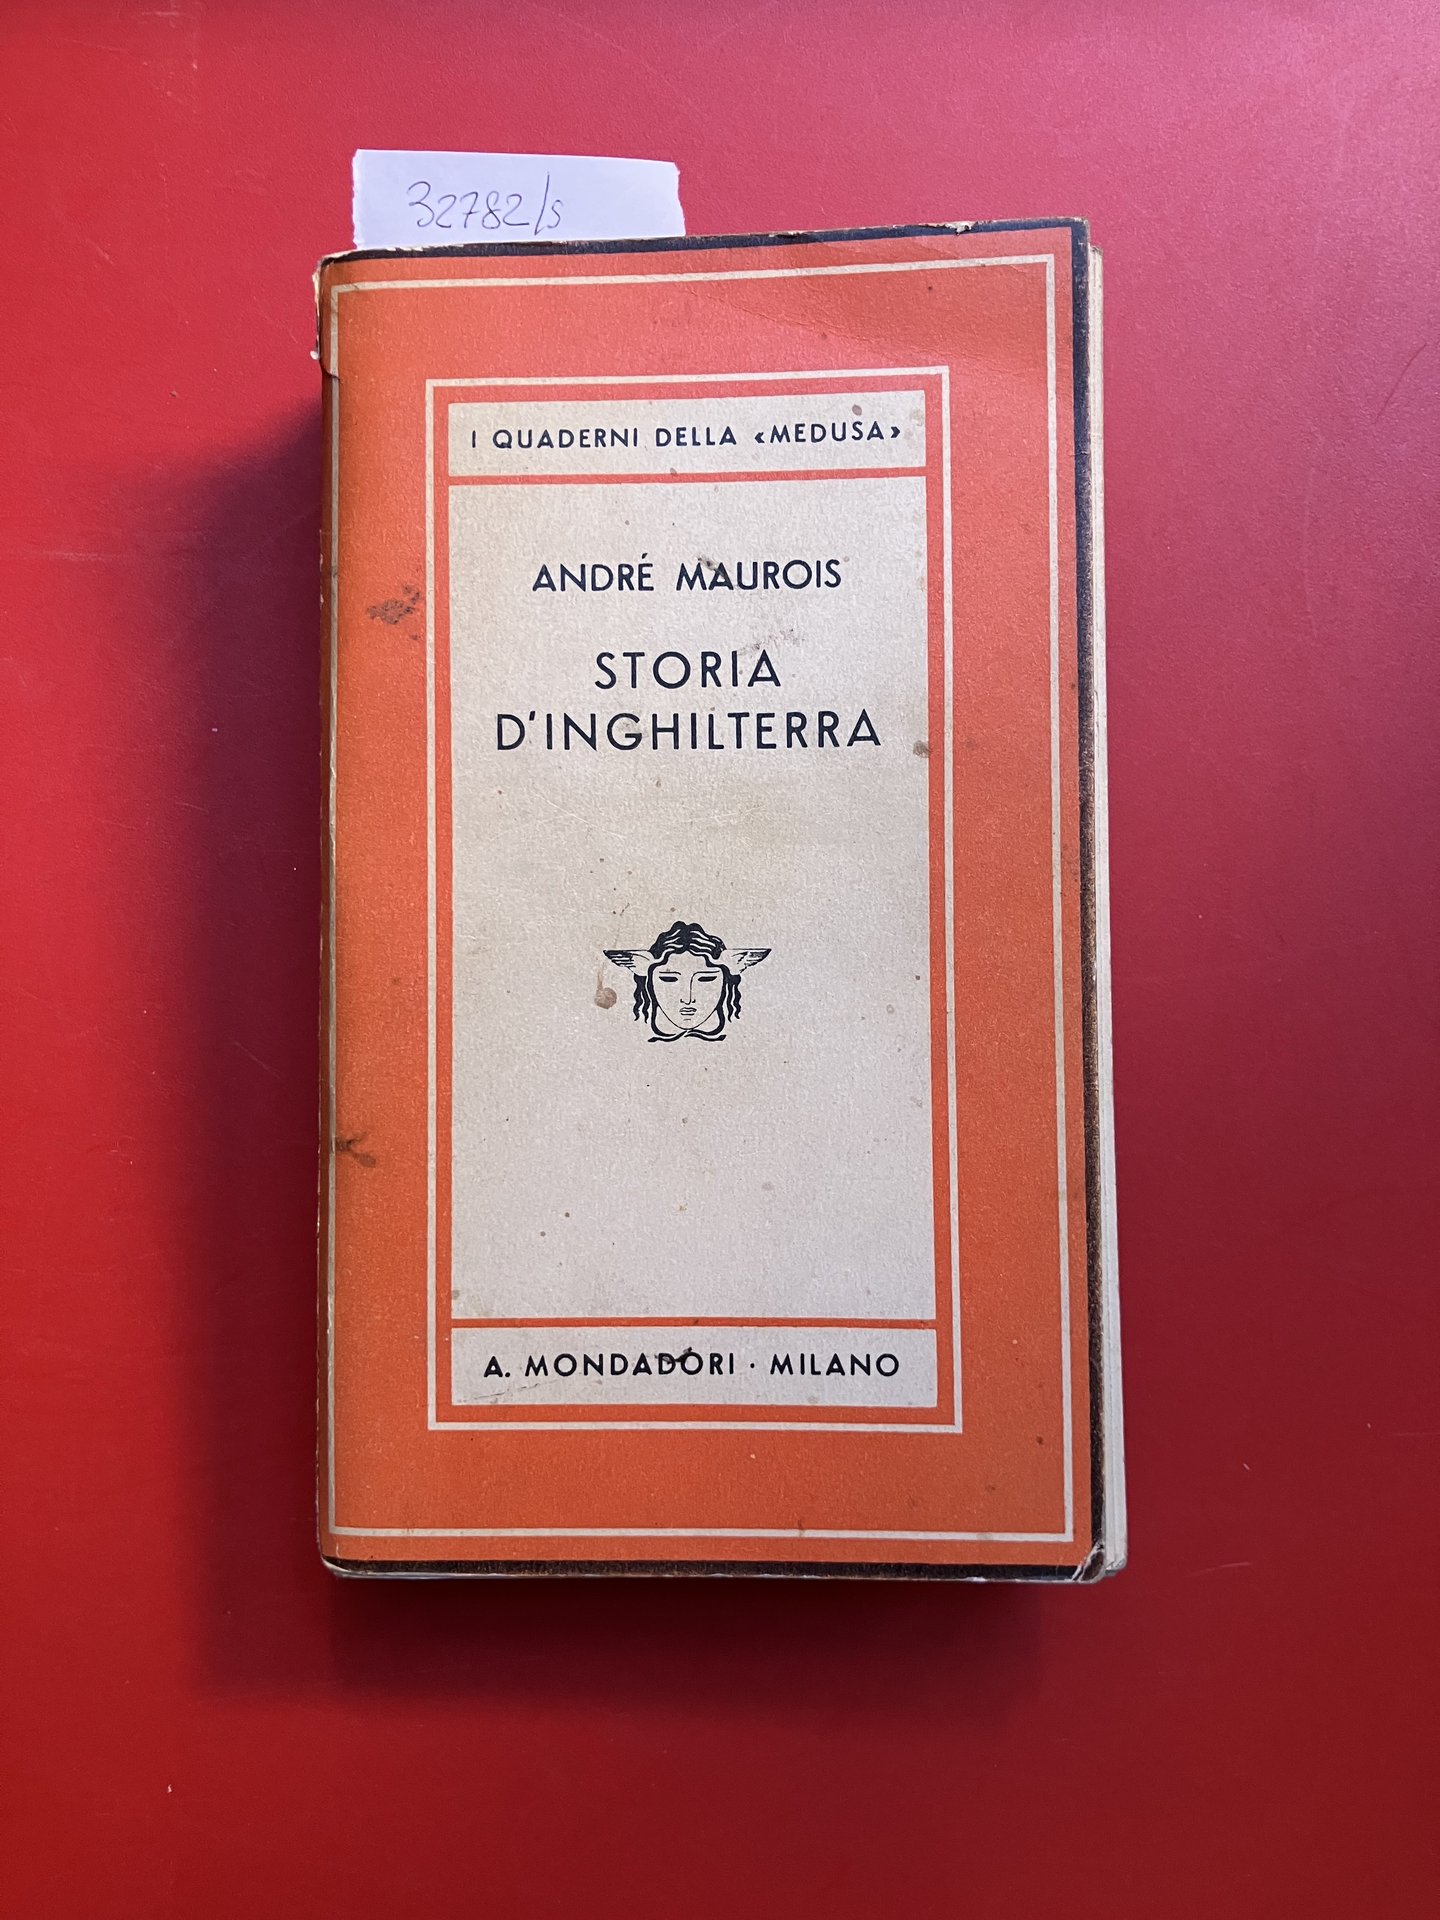 32782/s
I QUADERNI DELLA «MEDUSA»
ANDRÉ MAUROIS
STORIA
D'INGHILTERRA
A. MONDADORI · MILANO